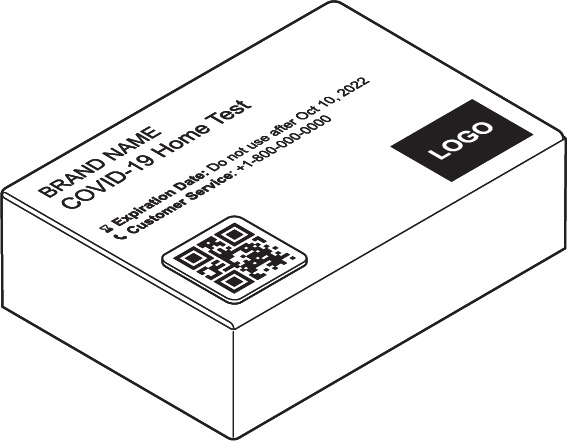 BRAND NAME
COVID-19 Home Test
Expiration Date: Do not use after Oct 10, 2022
Customer Service: +1-800-000-0000
LOGO